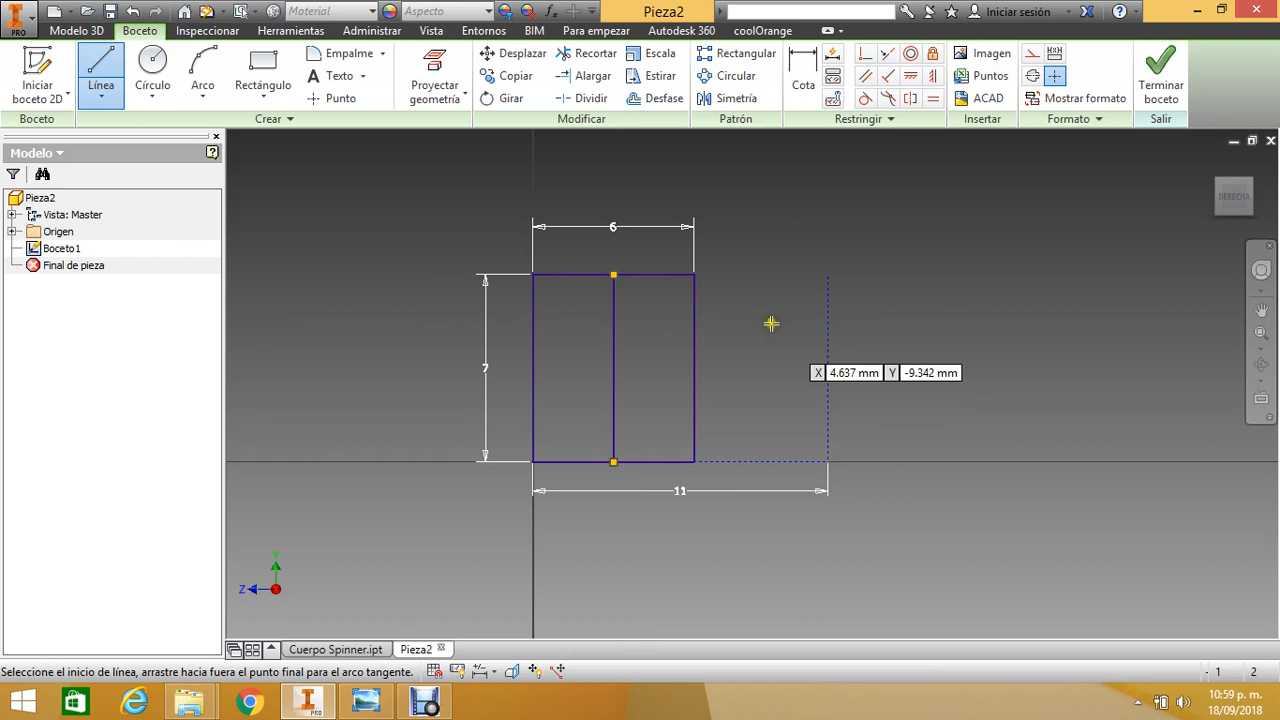 Material
Aspecto
Pieza2
Iniciar sesión
PRO
Modelo 3D
Boceto
Inspeccionar
Herramientas
Administrar
Vista
Entornos
BIM
Para empezar
Autodesk 360
coolOrange
Iniciar
boceto 2D
Línea
Círculo
Arco
Rectángulo
Empalme
Texto
Punto
Proyectar
geometría
Desplazar
Copiar
Girar
Recortar
Alargar
Dividir
Escala
Estirar
Desfase
Rectangular
Circular
Simetría
Cota
Imagen
Puntos
ACAD
Mostrar formato
Terminar
boceto
Boceto
Crear
Modificar
Patrón
Restringir
Insertar
Formato
Salir
Modelo
Pieza2
Vista: Master
Origen
Boceto1
Final de pieza
DERECHA
6
7
X 4.637 mm Y -9.342 mm
11
Y
Z
X
Cuerpo Spinner.ipt
Pieza2
Seleccione el inicio de línea, arrastre hacia fuera el punto final para el arco tangente.
1 2
PRO
10:59 p. m.
18/09/2018